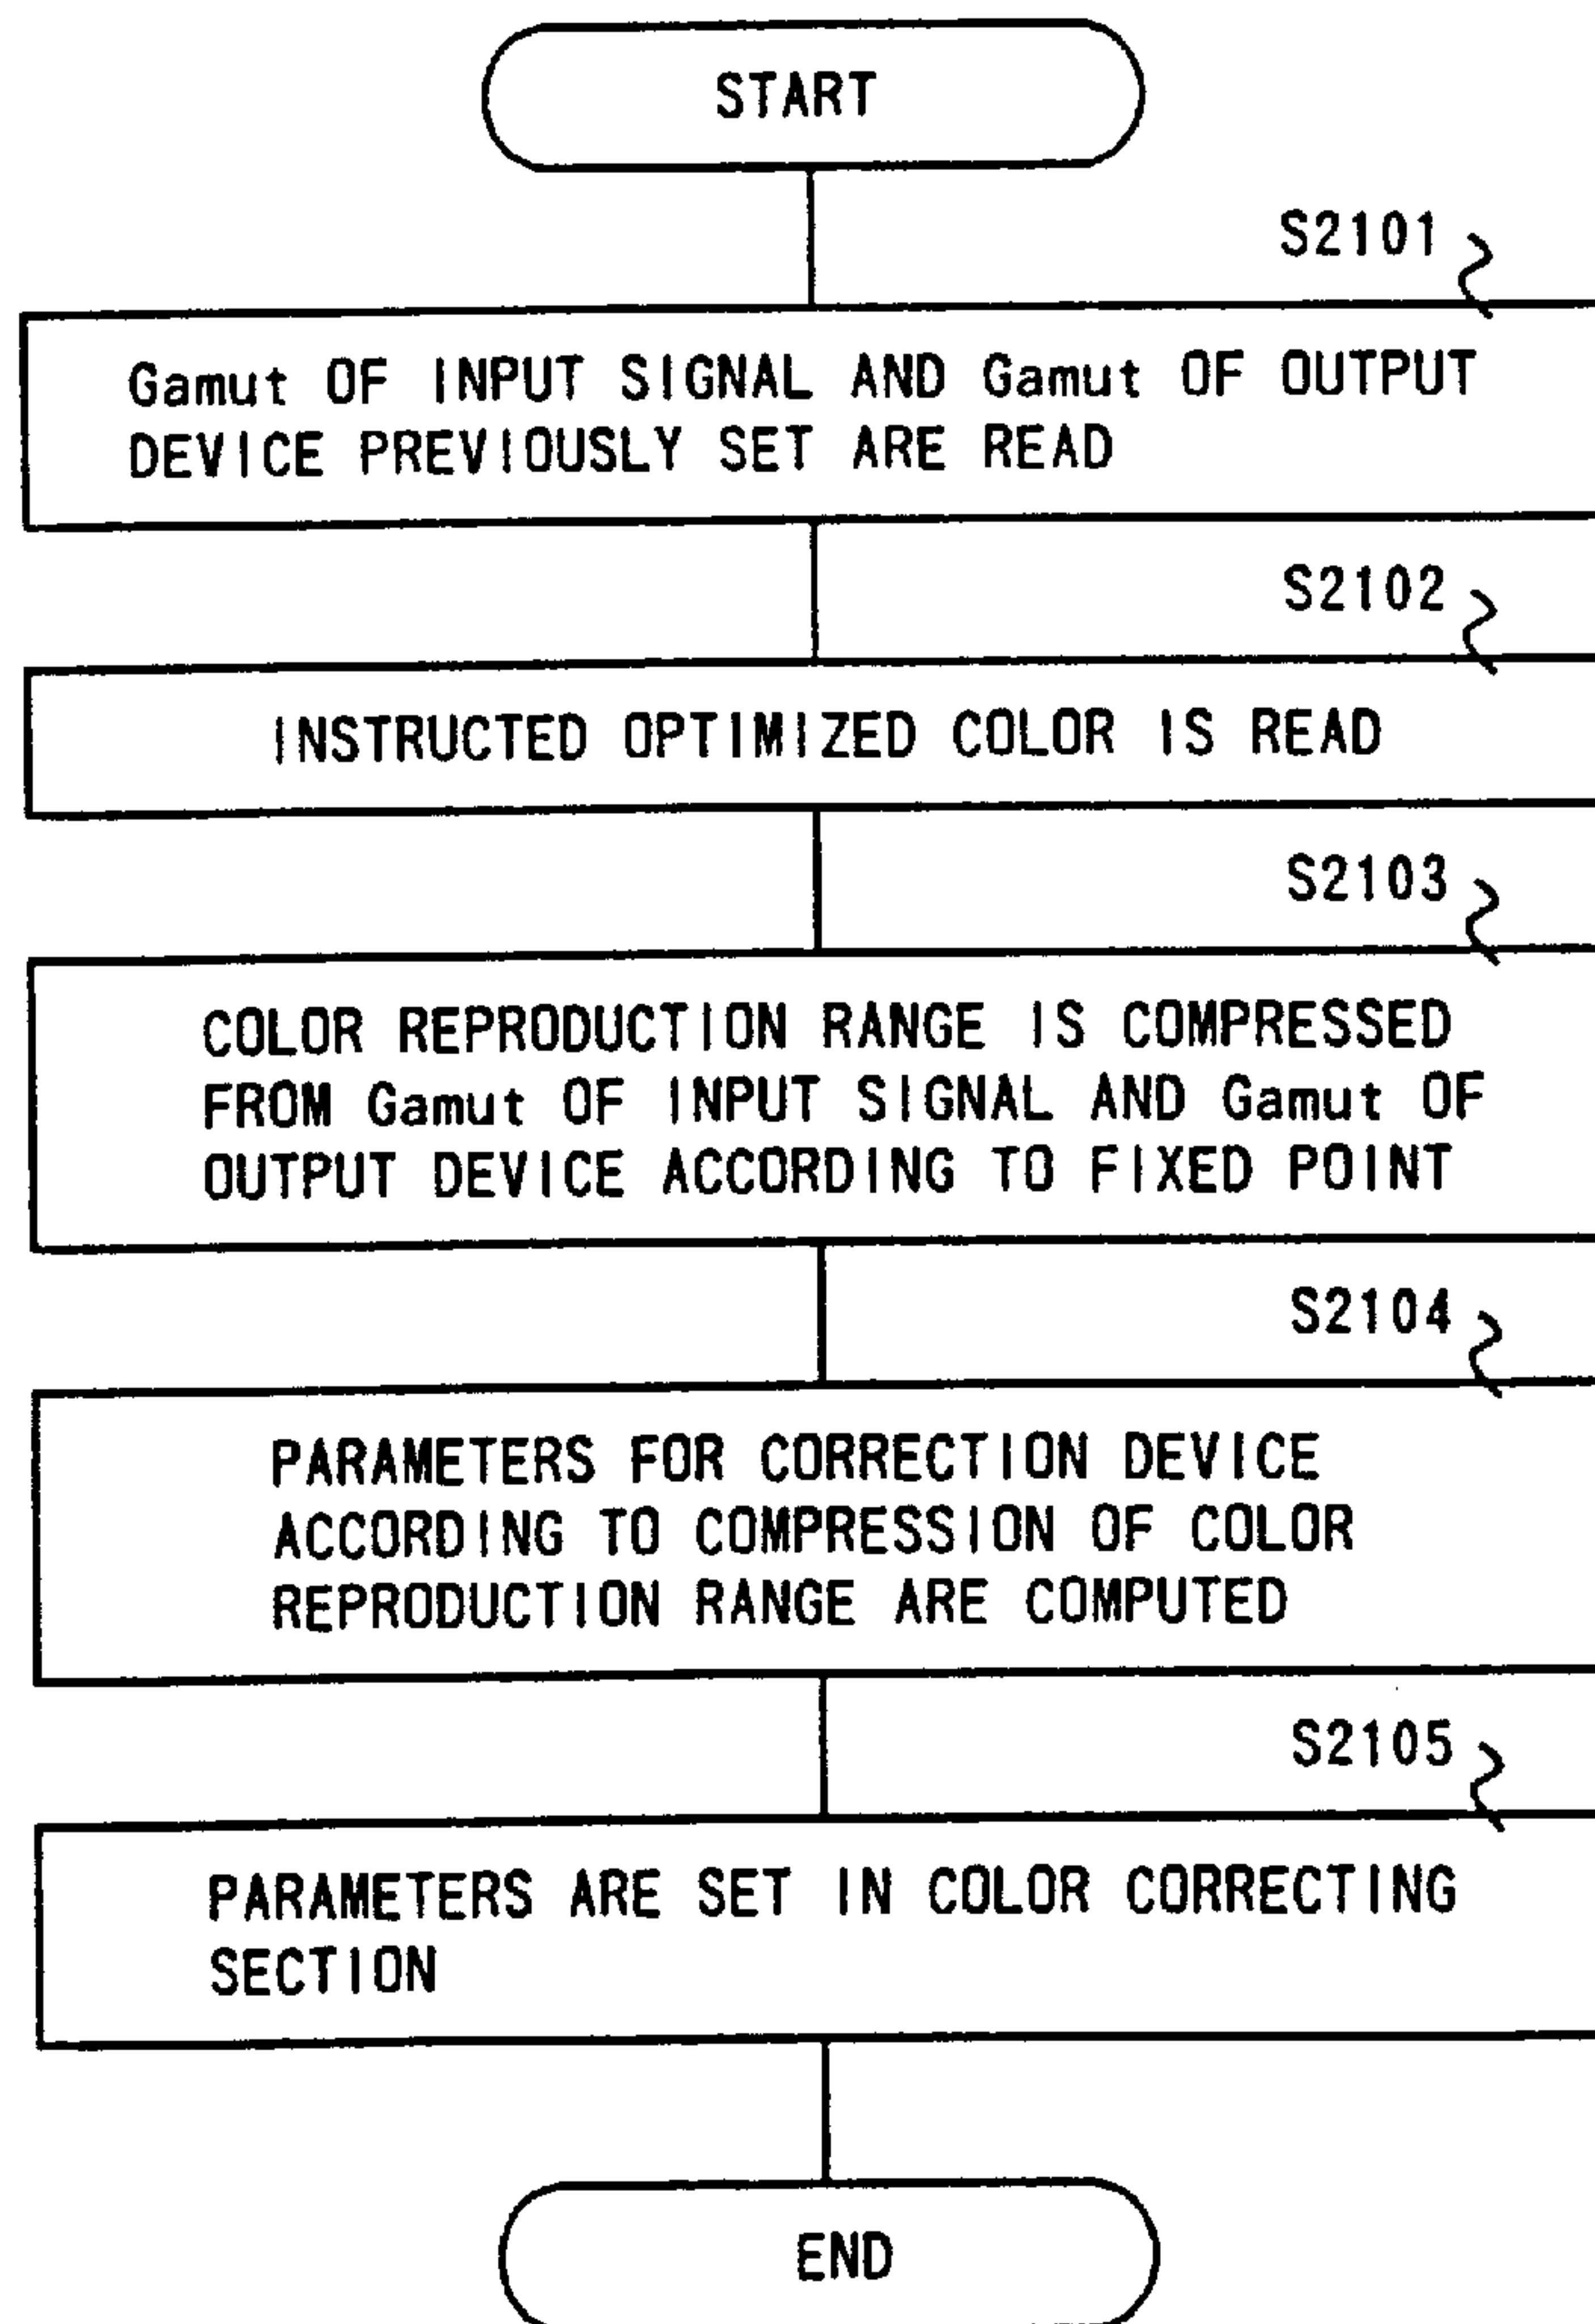 START
S2101
Gamut OF INPUT SIGNAL AND Gamut OF OUTPUT
DEVICE PREVIOUSLY SET ARE READ
S2102
INSTRUCTED OPTIMIZED COLOR IS READ
S2103
COLOR REPRODUCTION RANGE IS COMPRESSED
FROM Gamut OF INPUT SIGNAL AND Gamut OF
OUTPUT DEVICE ACCORDING TO FIXED POINT
S2104
PARAMETERS FOR CORRECTION DEVICE
ACCORDING TO COMPRESSION OF COLOR
REPRODUCTION RANGE ARE COMPUTED
S2105
PARAMETERS ARE SET IN COLOR CORRECTING
SECTION
END